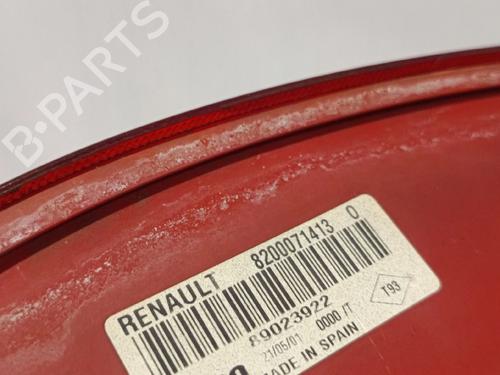 B-PARTS
RENAULT 8200071413 0
89023922
21/05/01 0000 /T
MADE IN SPAIN
T93